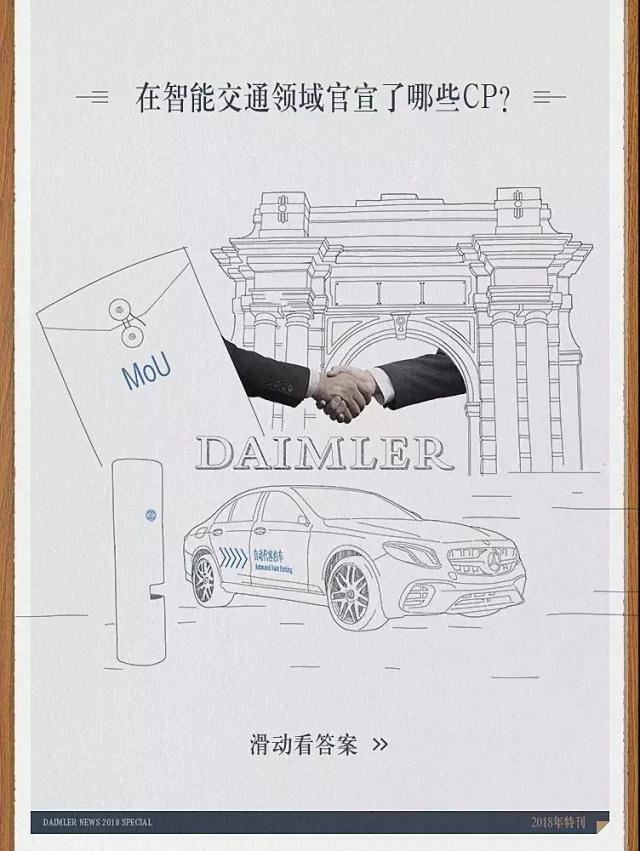 在智能交通领域官宣了哪些CP?
MoU
DAIMLER
自动代客泊车
Automated Valet Parking
滑动看答案 »
DAIMLER NEWS 2018 SPECIAL
2018年特刊